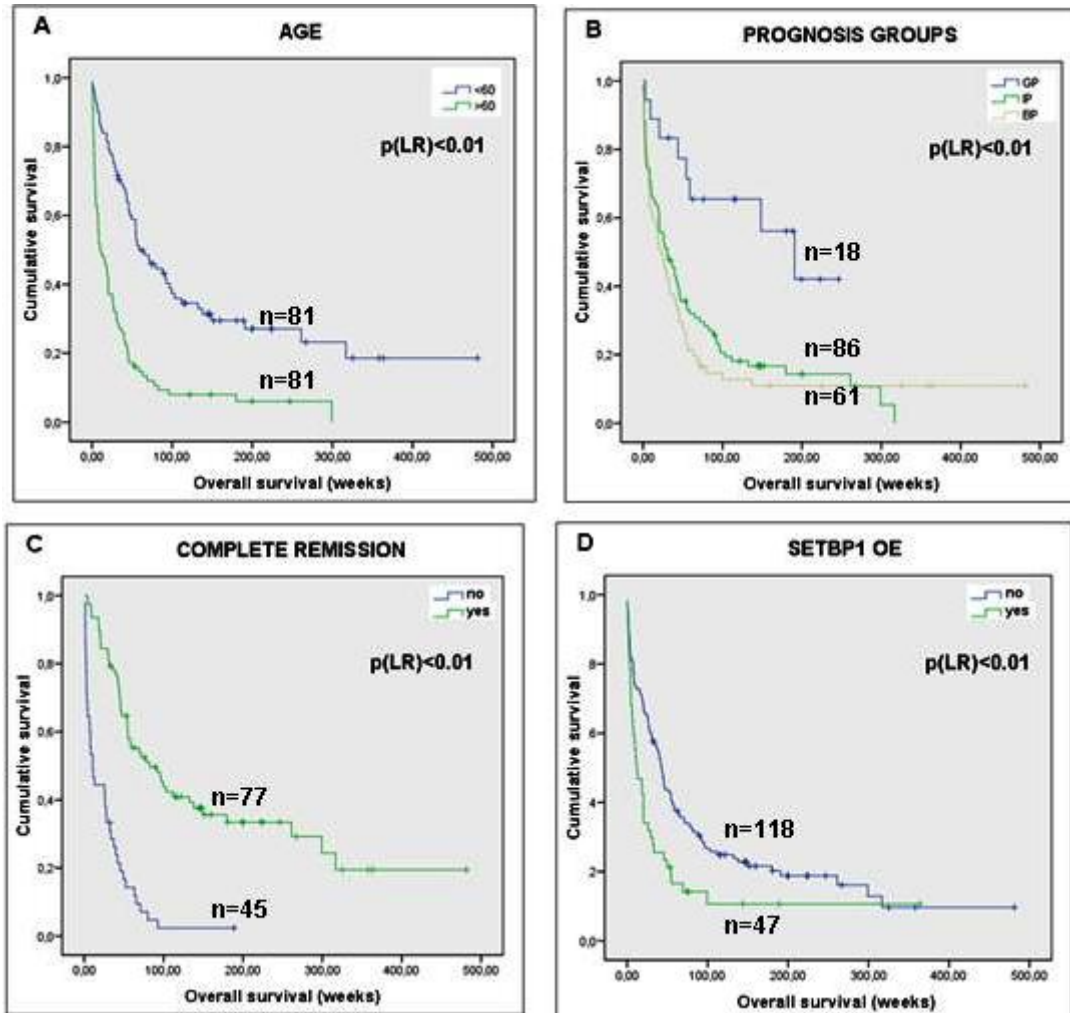 A
AGE
<60
>60
p(LR)<0.01
1,0
0,8
0,6
0,4
0,2
0,0
Cumulative survival
n=81
n=81
0,00 100,00 200,00 300,00 400,00 500,00
Overall survival (weeks)
B
PROGNOSIS GROUPS
GP
IP
BP
p(LR)<0.01
1,0
0,8
0,6
0,4
0,2
0,0
Cumulative survival
n=18
n=86
n=61
0,00 100,00 200,00 300,00 400,00 500,00
Overall survival (weeks)
C
COMPLETE REMISSION
no
yes
p(LR)<0.01
1,0
0,8
0,6
0,4
0,2
0,0
Cumulative survival
n=77
n=45
0,00 100,00 200,00 300,00 400,00 500,00
Overall survival (weeks)
D
SETBP1 OE
no
yes
p(LR)<0.01
1,0
,8
,6
,4
,2
0,0
Cumulative survival
n=118
n=47
0,00 100,00 200,00 300,00 400,00 500,00
Overall survival (weeks)